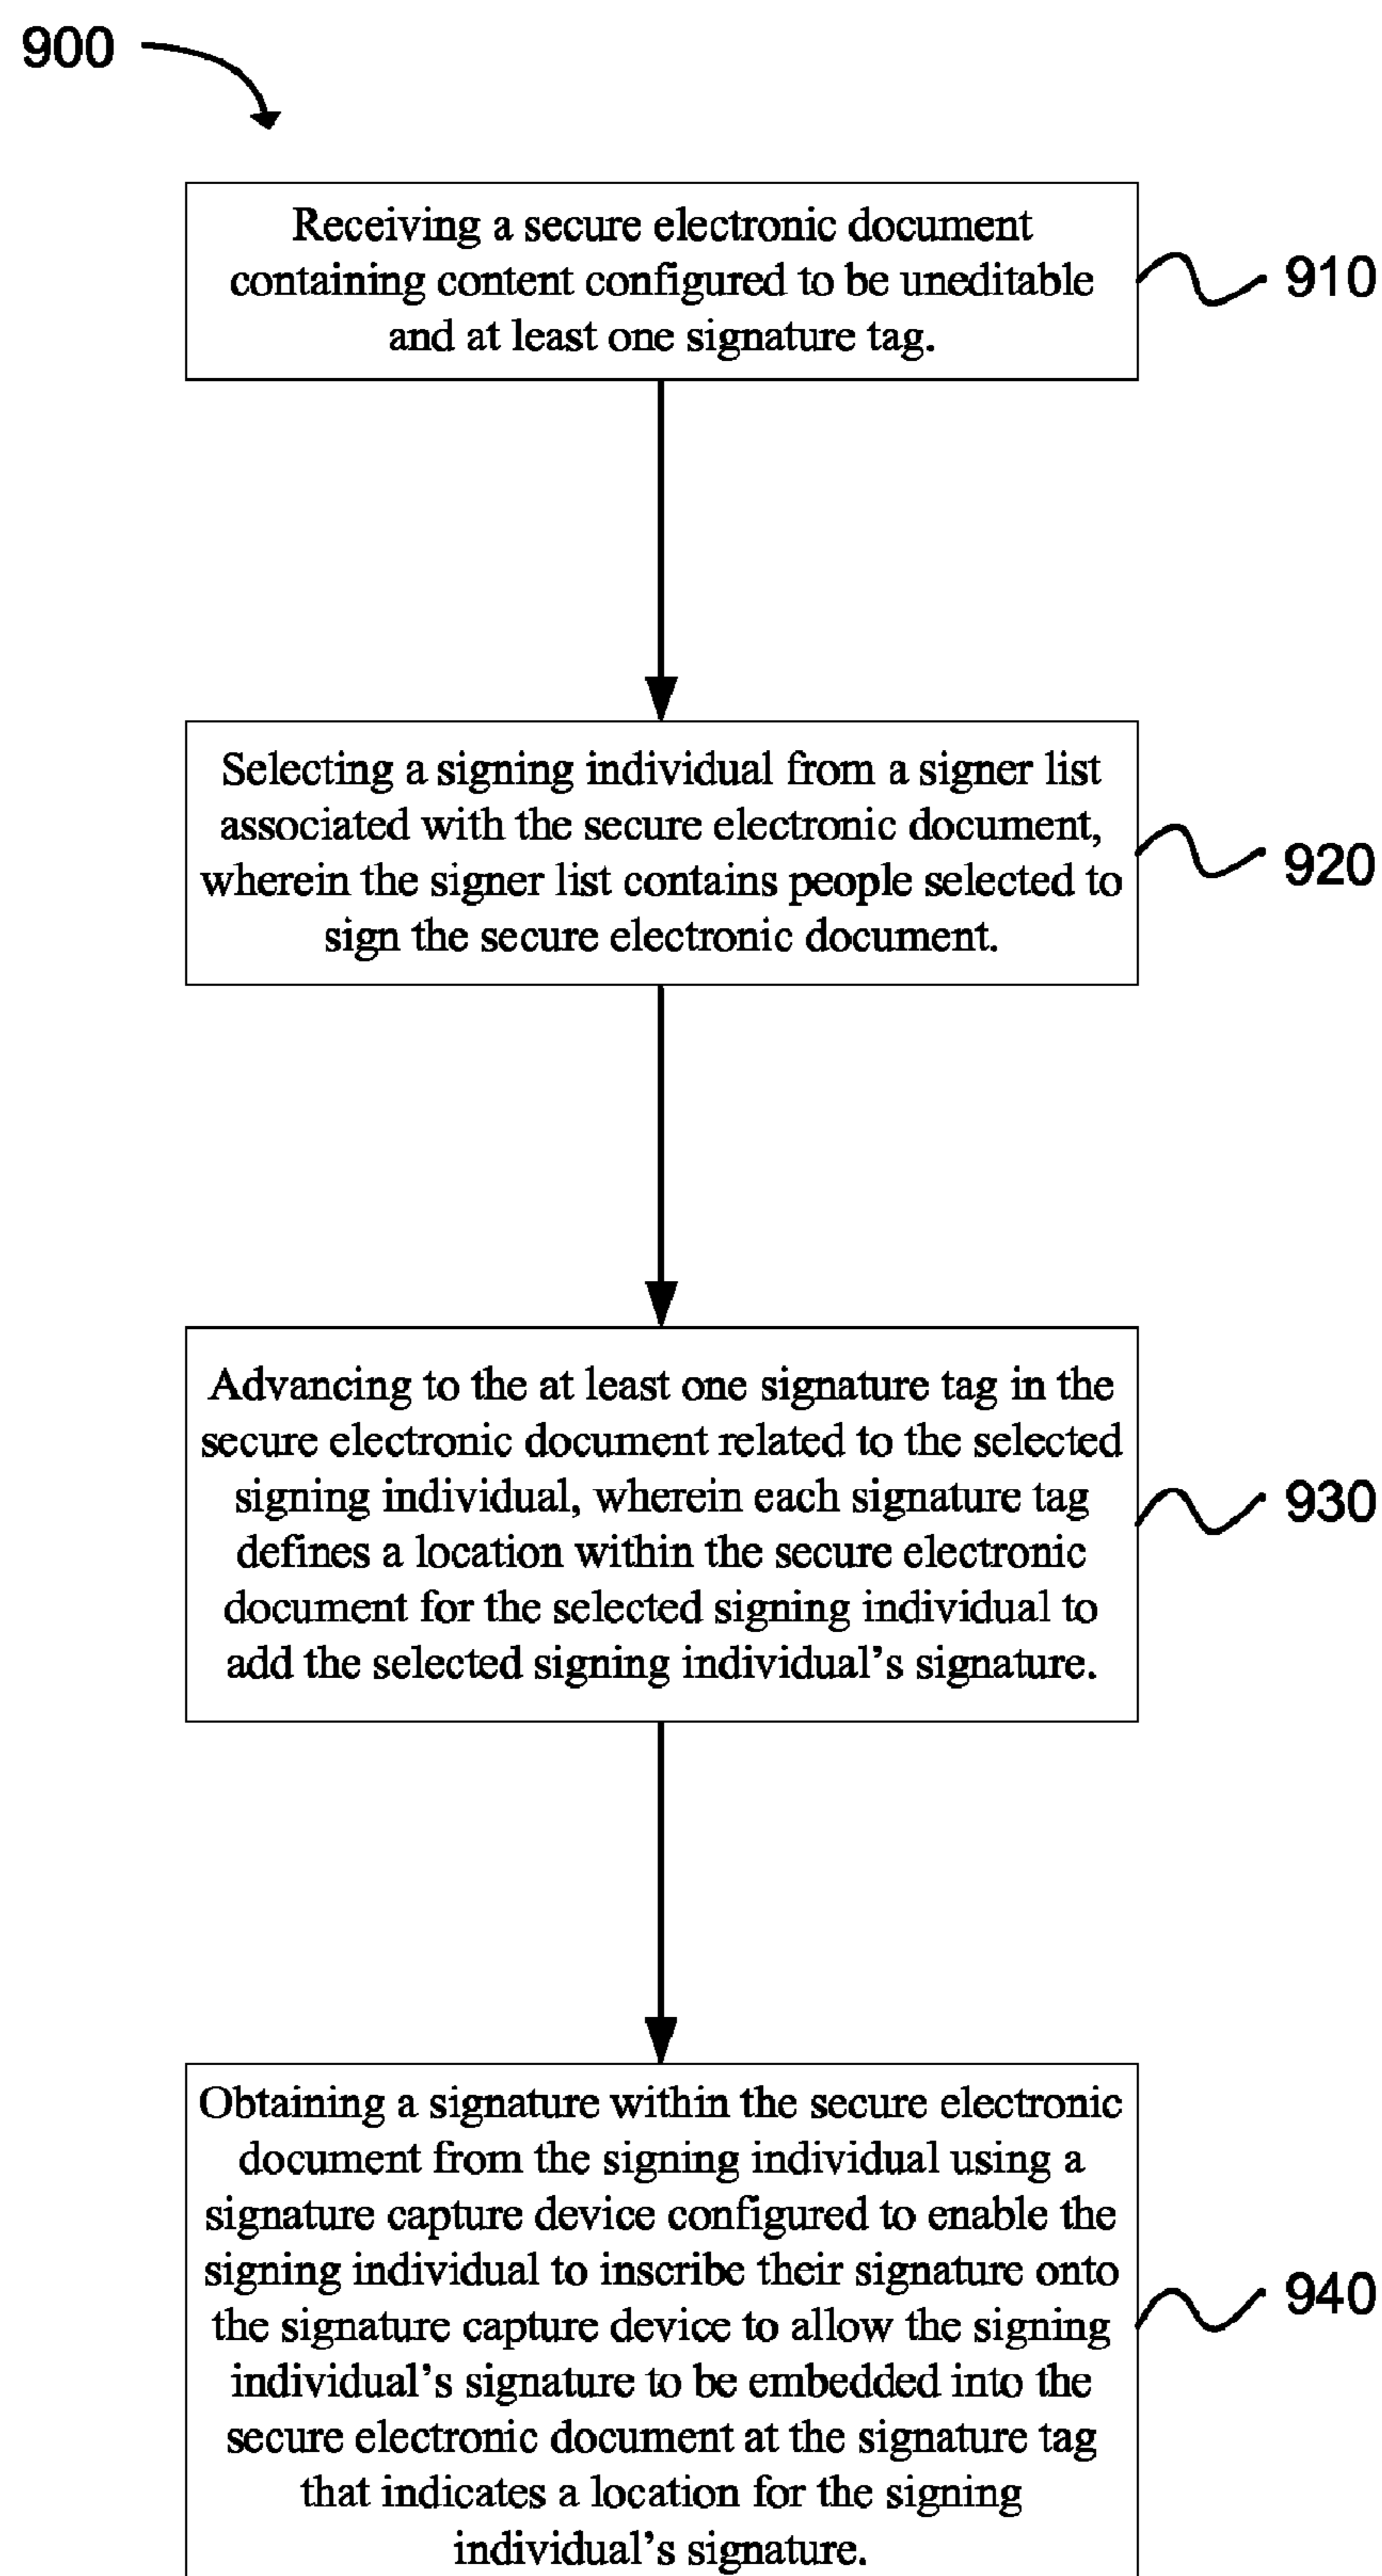 900
Receiving a secure electronic document
containing content configured to be uneditable
and at least one signature tag.
910
Selecting a signing individual from a signer list
associated with the secure electronic document,
wherein the signer list contains people selected to
sign the secure electronic document.
920
Advancing to the at least one signature tag in the
secure electronic document related to the selected
signing individual, wherein each signature tag
defines a location within the secure electronic
document for the selected signing individual to
add the selected signing individual's signature.
930
Obtaining a signature within the secure electronic
document from the signing individual using a
signature capture device configured to enable the
signing individual to inscribe their signature onto
the signature capture device to allow the signing
individual's signature to be embedded into the
secure electronic document at the signature tag
that indicates a location for the signing
individual's signature.
940